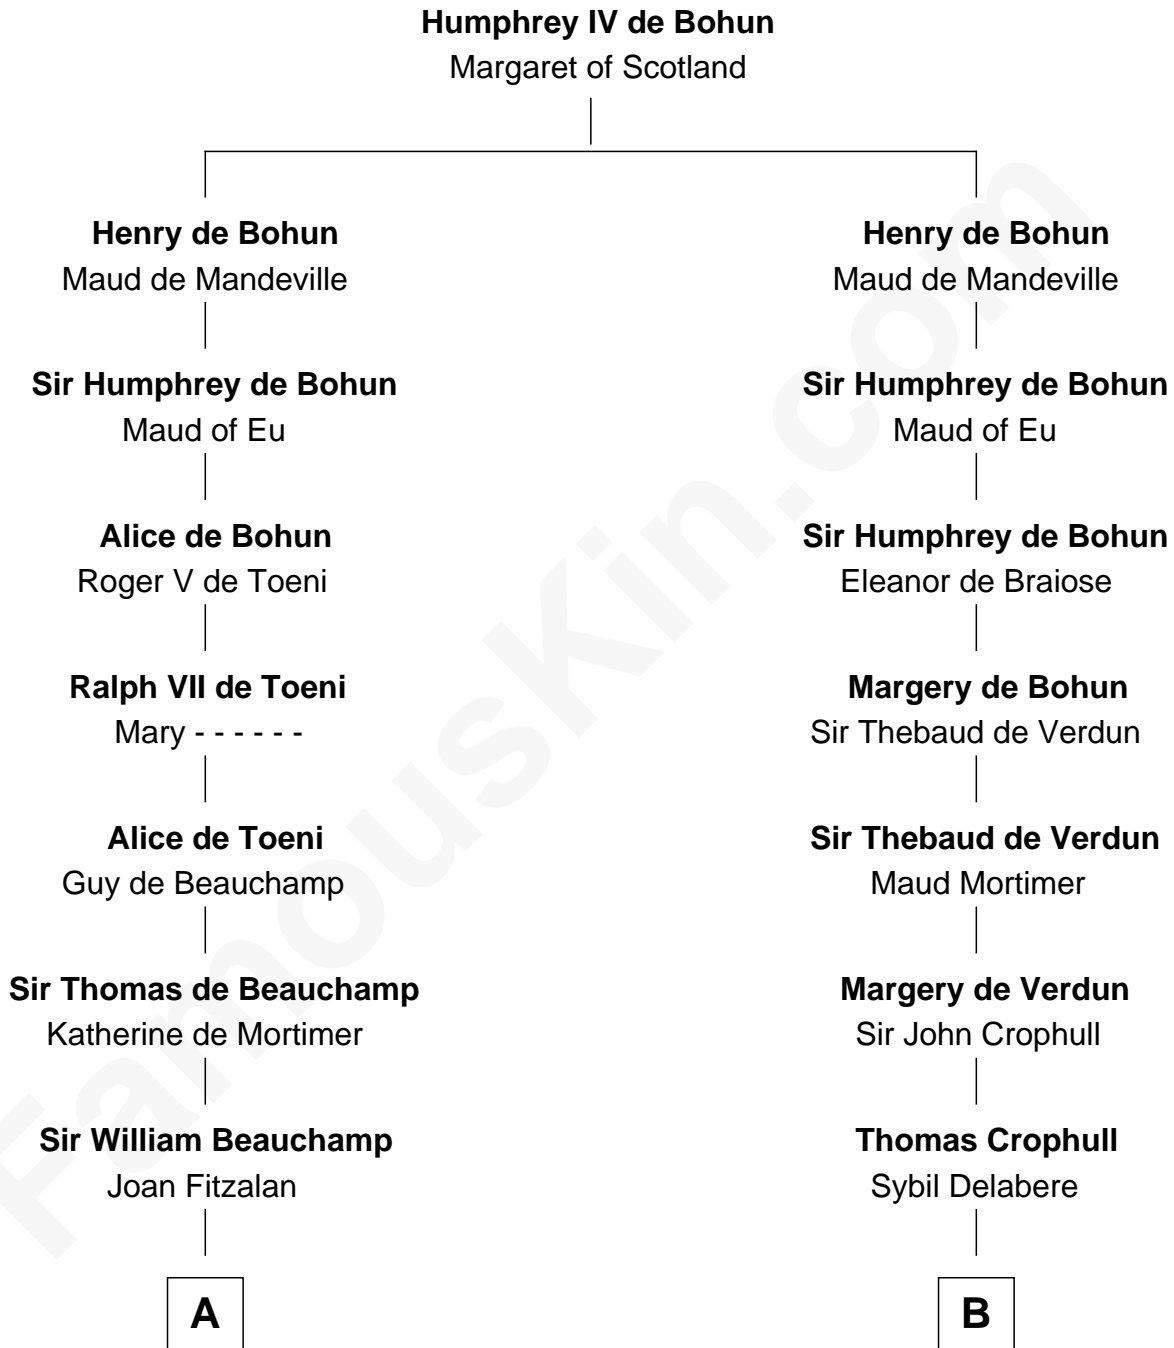 Humphrey IV de Bohun
Margaret of Scotland
Henry de Bohun
Maud de Mandeville
Sir Humphrey de Bohun
Maud of Eu
Alice de Bohun
Roger V de Toeni
Ralph VII de Toeni
Mary - - - - - -
Alice de Toeni
Guy de Beauchamp
Sir Thomas de Beauchamp
Katherine de Mortimer
Sir William Beauchamp
Joan Fitzalan
A
Henry de Bohun
Maud de Mandeville
Sir Humphrey de Bohun
Maud of Eu
Sir Humphrey de Bohun
Eleanor de Braiose
Margery de Bohun
Sir Thebaud de Verdun
Sir Thebaud de Verdun
Maud Mortimer
Margery de Verdun
Sir John Crophull
Thomas Crophull
Sybil Delabere
B
FamousKin.com